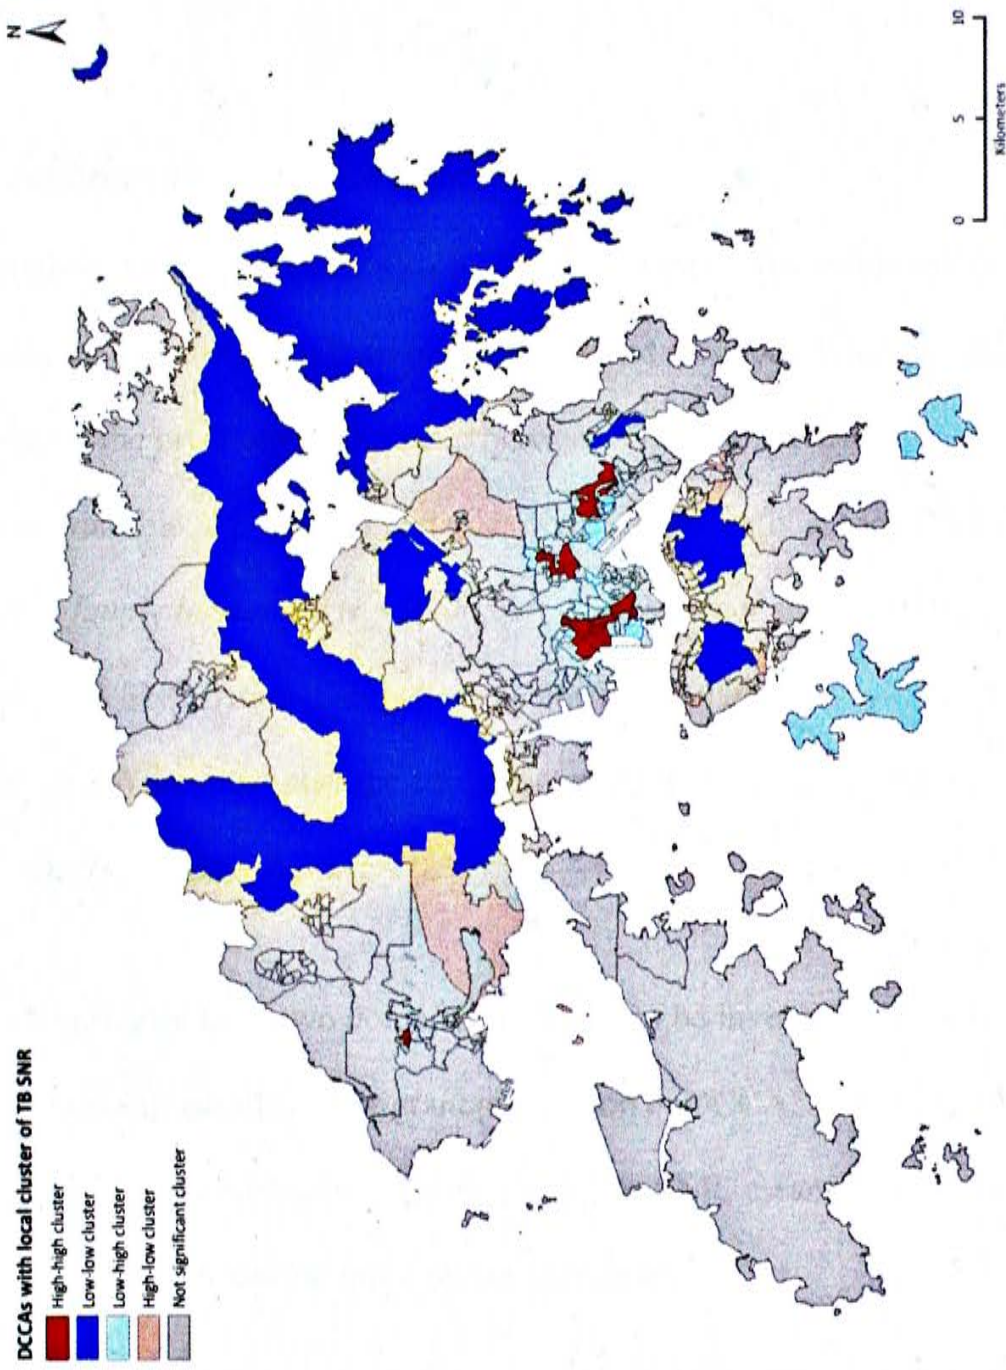 DCCAs with local cluster of TB SNR
High-high cluster
Low-low cluster
Low-high cluster
High-low cluster
Not significant cluster
N
0 5 10
Kilometers